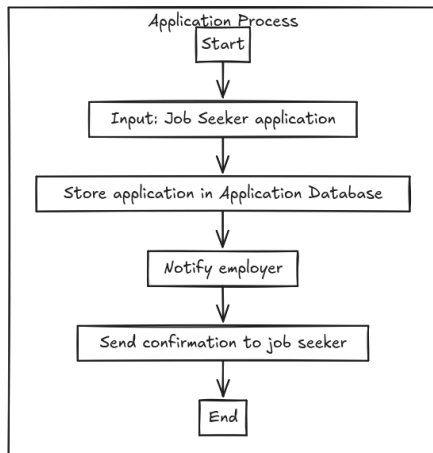 Application Process
Start
Input: Job Seeker application
Store application in Application Database
Notify employer
Send confirmation to job seeker
End